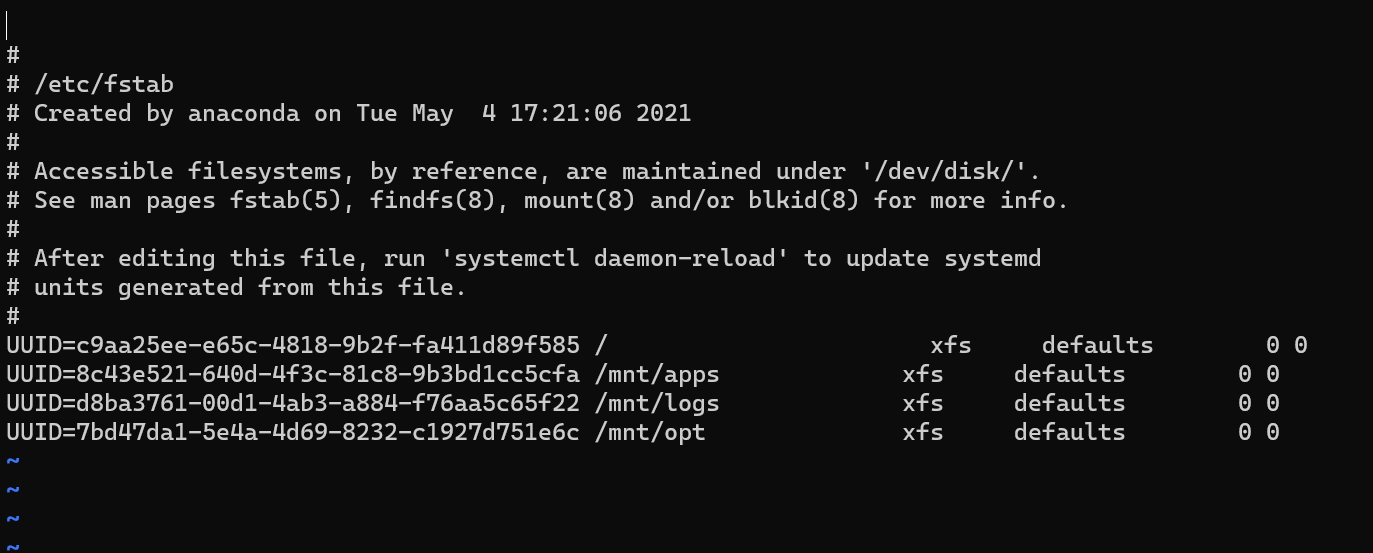 #
# /etc/fstab
# Created by anaconda on Tue May  4 17:21:06 2021
#
# Accessible filesystems, by reference, are maintained under '/dev/disk/'.
# See man pages fstab(5), findfs(8), mount(8) and/or blkid(8) for more info.
#
# After editing this file, run 'systemctl daemon-reload' to update systemd
# units generated from this file.
#
UUID=c9aa25ee-e65c-4818-9b2f-fa411d89f585 /                       xfs     defaults        0 0
UUID=8c43e521-640d-4f3c-81c8-9b3bd1cc5cfa /mnt/apps             xfs     defaults        0 0
UUID=d8ba3761-00d1-4ab3-a884-f76aa5c65f22 /mnt/logs             xfs     defaults        0 0
UUID=7bd47da1-5e4a-4d69-8232-c1927d751e6c /mnt/opt              xfs     defaults        0 0
~
~
~
~